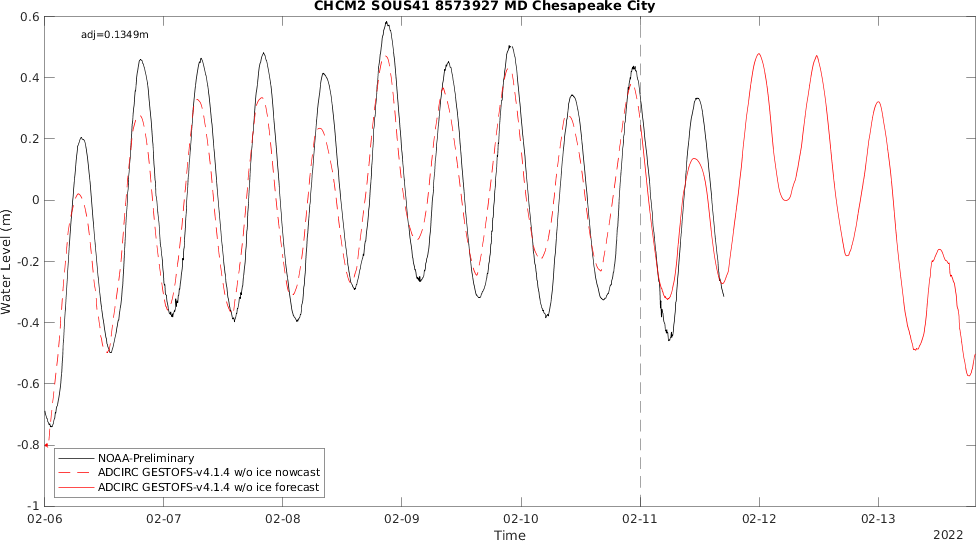 CHCM2 SOUS41 8573927 MD Chesapeake City
adj=0.1349m
0.6
0.4
0.2
0
-0.2
-0.4
-0.6
-0.8
-1
Water Level (m)
NOAA-Preliminary
ADCIRC GESTOFS-v4.1.4 w/o ice nowcast
ADCIRC GESTOFS-v4.1.4 w/o ice forecast
02-06 02-07 02-08 02-09 02-10 02-11 02-12 02-13
Time
2022